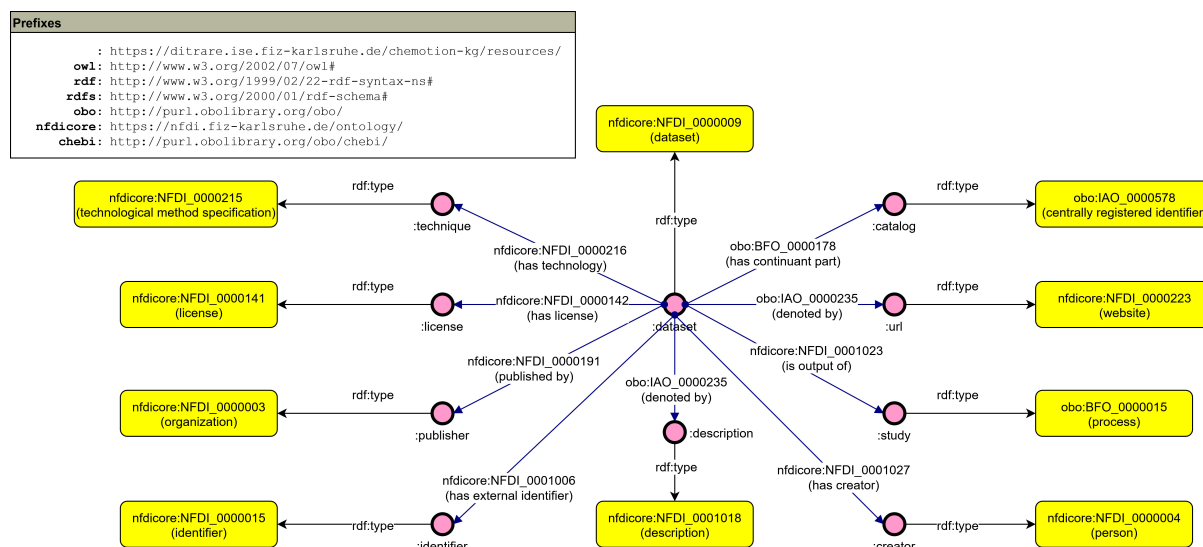 Prefixes
: https://ditrare.ise.fiz-karlsruhe.de/chemotion-kg/resources/
owl: http://www.w3.org/2002/07/owl#
rdf: http://www.w3.org/1999/02/22-rdf-syntax-ns#
rdfs: http://www.w3.org/2000/01/rdf-schema#
obo: http://purl.obolibrary.org/obo/
nfdicore: https://nfdi.fiz-karlsruhe.de/ontology/
chebi: http://purl.obolibrary.org/obo/chebi/
nfdicore:NFDI_0000009
(dataset)
rdf:type
nfdicore:NFDI_0000215
(technological method specification)
rdf:type
:technique
nfdicore:NFDI_0000216
(has technology)
obo:BFO_0000178
(has continuant part)
:catalog
rdf:type
obo:IAO_0000578
(centrally registered identifier
nfdicore:NFDI_0000141
(license)
rdf:type
:license
nfdicore:NFDI_0000142
(has license)
:dataset
obo:IAO_0000235
(denoted by)
:url
rdf:type
nfdicore:NFDI_0000223
(website)
nfdicore:NFDI_0000003
(organization)
rdf:type
:publisher
nfdicore:NFDI_0000191
(published by)
obo:IAO_0000235
(denoted by)
:description
rdf:type
nfdicore:NFDI_0001018
(description)
nfdicore:NFDI_0001023
(is output of)
:study
rdf:type
obo:BFO_0000015
(process)
nfdicore:NFDI_0000015
(identifier)
rdf:type
:identifier
nfdicore:NFDI_0001006
(has external identifier)
nfdicore:NFDI_0001027
(has creator)
:creator
rdf:type
nfdicore:NFDI_0000004
(person)